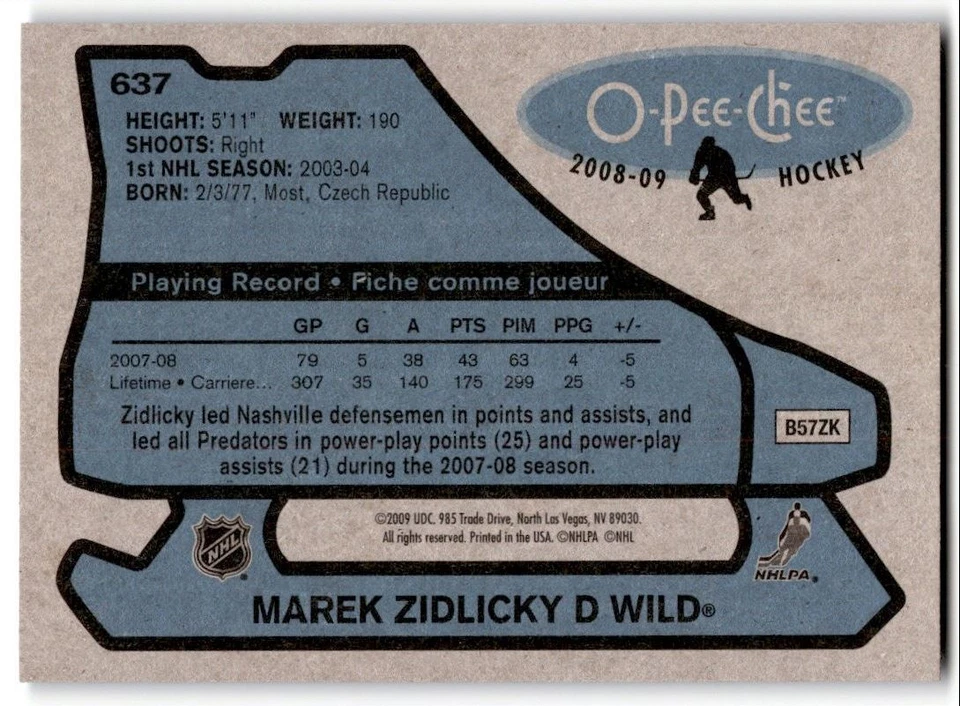 637
HEIGHT: 5'11" WEIGHT: 190
SHOOTS: Right
1st NHL SEASON: 2003-04
BORN: 2/3/77, Most, Czech Republic
O-Pee-Chee™
2008-09 HOCKEY
Playing Record • Fiche comme joueur
GP G A PTS PIM PPG +/-
2007-08 79 5 38 43 63 4 -5
Lifetime • Carriere... 307 35 140 175 299 25 -5
Zidlicky led Nashville defensemen in points and assists, and
led all Predators in power-play points (25) and power-play
assists (21) during the 2007-08 season.
B57ZK
©2009 UDC. 985 Trade Drive, North Las Vegas, NV 89030.
All rights reserved. Printed in the USA. ©NHLPA ©NHL
NHL®
NHLPA®
MAREK ZIDLICKY D WILD®